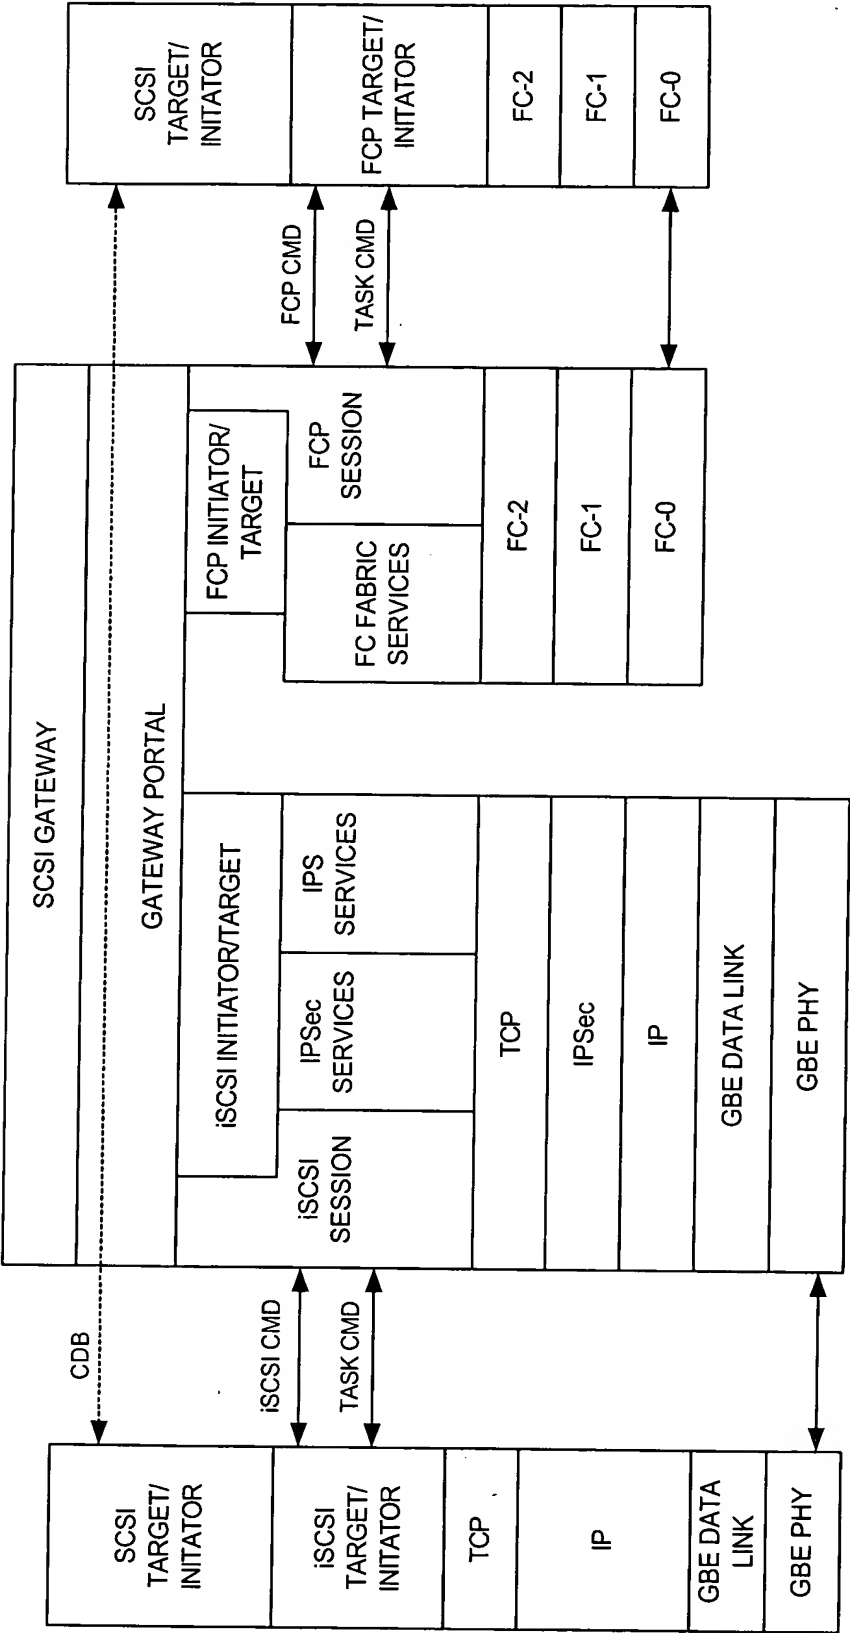 SCSI
TARGET/
INITATOR
iSCSI
TARGET/
INITATOR
TCP
IP
GBE DATA
LINK
GBE PHY
CDB
iSCSI CMD
TASK CMD
SCSI GATEWAY
GATEWAY PORTAL
iSCSI INITIATOR/TARGET
iSCSI
SESSION
IPSec
SERVICES
IPS
SERVICES
TCP
IPSec
IP
GBE DATA LINK
GBE PHY
FCP INITIATOR/
TARGET
FC FABRIC
SERVICES
FCP
SESSION
FC-2
FC-1
FC-0
FCP CMD
TASK CMD
SCSI
TARGET/
INITATOR
FCP TARGET/
INITATOR
FC-2
FC-1
FC-0